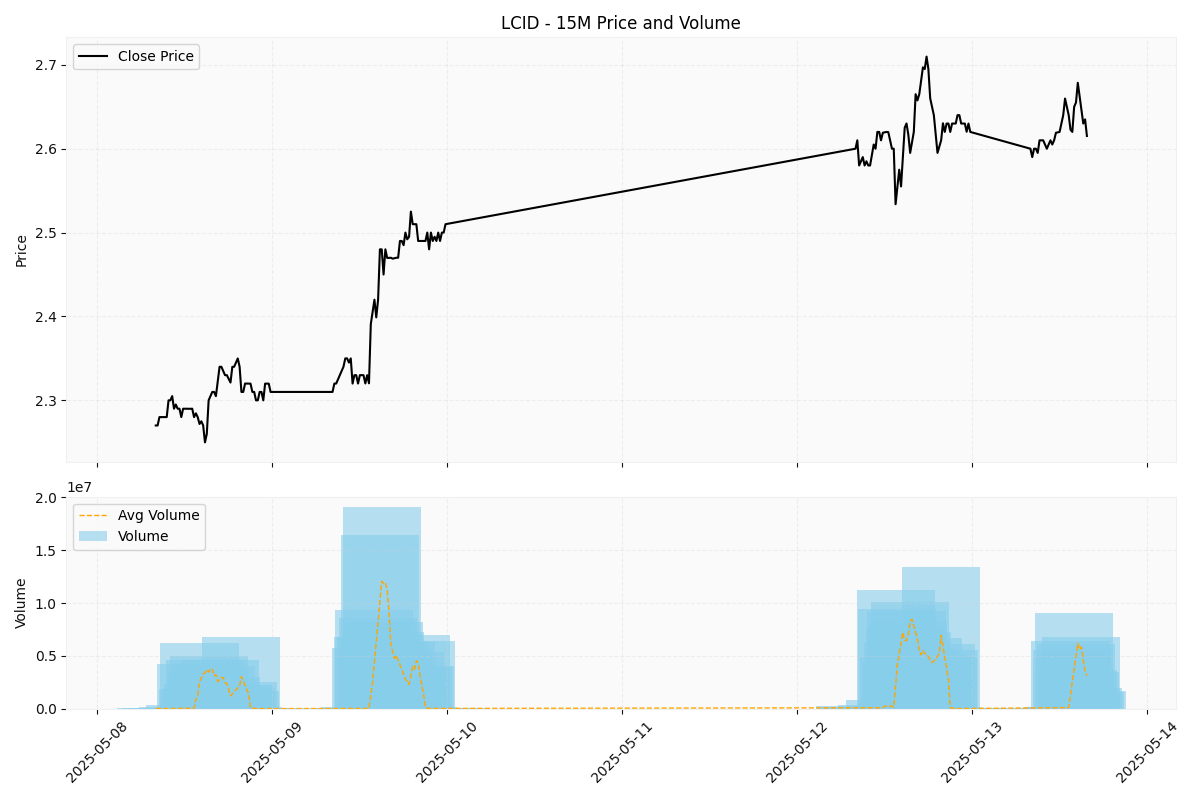 LCID - 15M Price and Volume
Close Price
Price
2.7
2.6
2.5
2.4
2.3
1e7
Avg Volume
Volume
Volume
2.0
1.5
1.0
0.5
0.0
2025-05-08
2025-05-09
2025-05-10
2025-05-11
2025-05-12
2025-05-13
2025-05-14